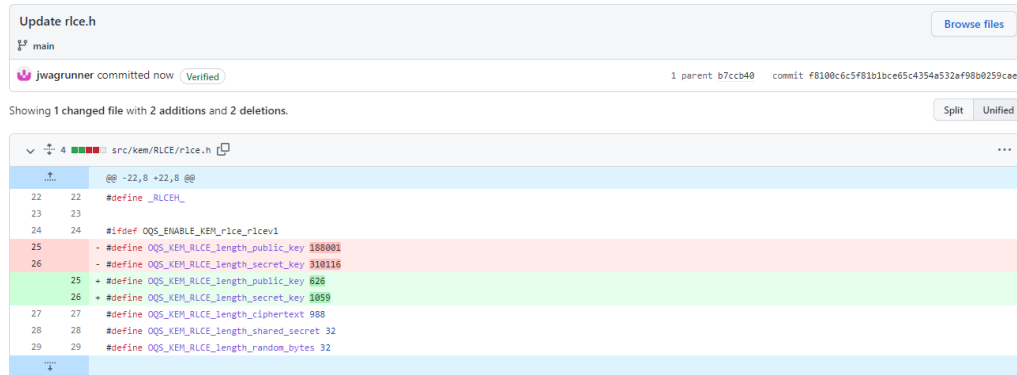 Update rlce.h
Browse files
main
jwagrunner committed now Verified
1 parent b7ccb40 commit f8100c6c5f81b1bce65c4354a532af98b0259cae
Showing 1 changed file with 2 additions and 2 deletions.
Split Unified
4 src/kem/RLCE/rlce.h
@@ -22,8 +22,8 @@
22 22 #define _RLCEH_
23 23
24 24 #ifdef OQS_ENABLE_KEM_rlce_rlcev1
25 - #define OQS_KEM_RLCE_length_public_key 188001
26 - #define OQS_KEM_RLCE_length_secret_key 310116
25 + #define OQS_KEM_RLCE_length_public_key 626
26 + #define OQS_KEM_RLCE_length_secret_key 1059
27 27 #define OQS_KEM_RLCE_length_ciphertext 988
28 28 #define OQS_KEM_RLCE_length_shared_secret 32
29 29 #define OQS_KEM_RLCE_length_random_bytes 32